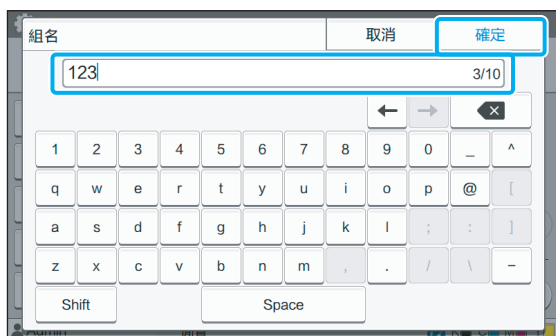 組名 取消 確定
123 3/10
← →
1 2 3 4 5 6 7 8 9 0 _ ^
q w e r t y u i o p @ [
a s d f g h j k l ; : ]
z x c v b n m , . / \ −
Shift Space
Admin